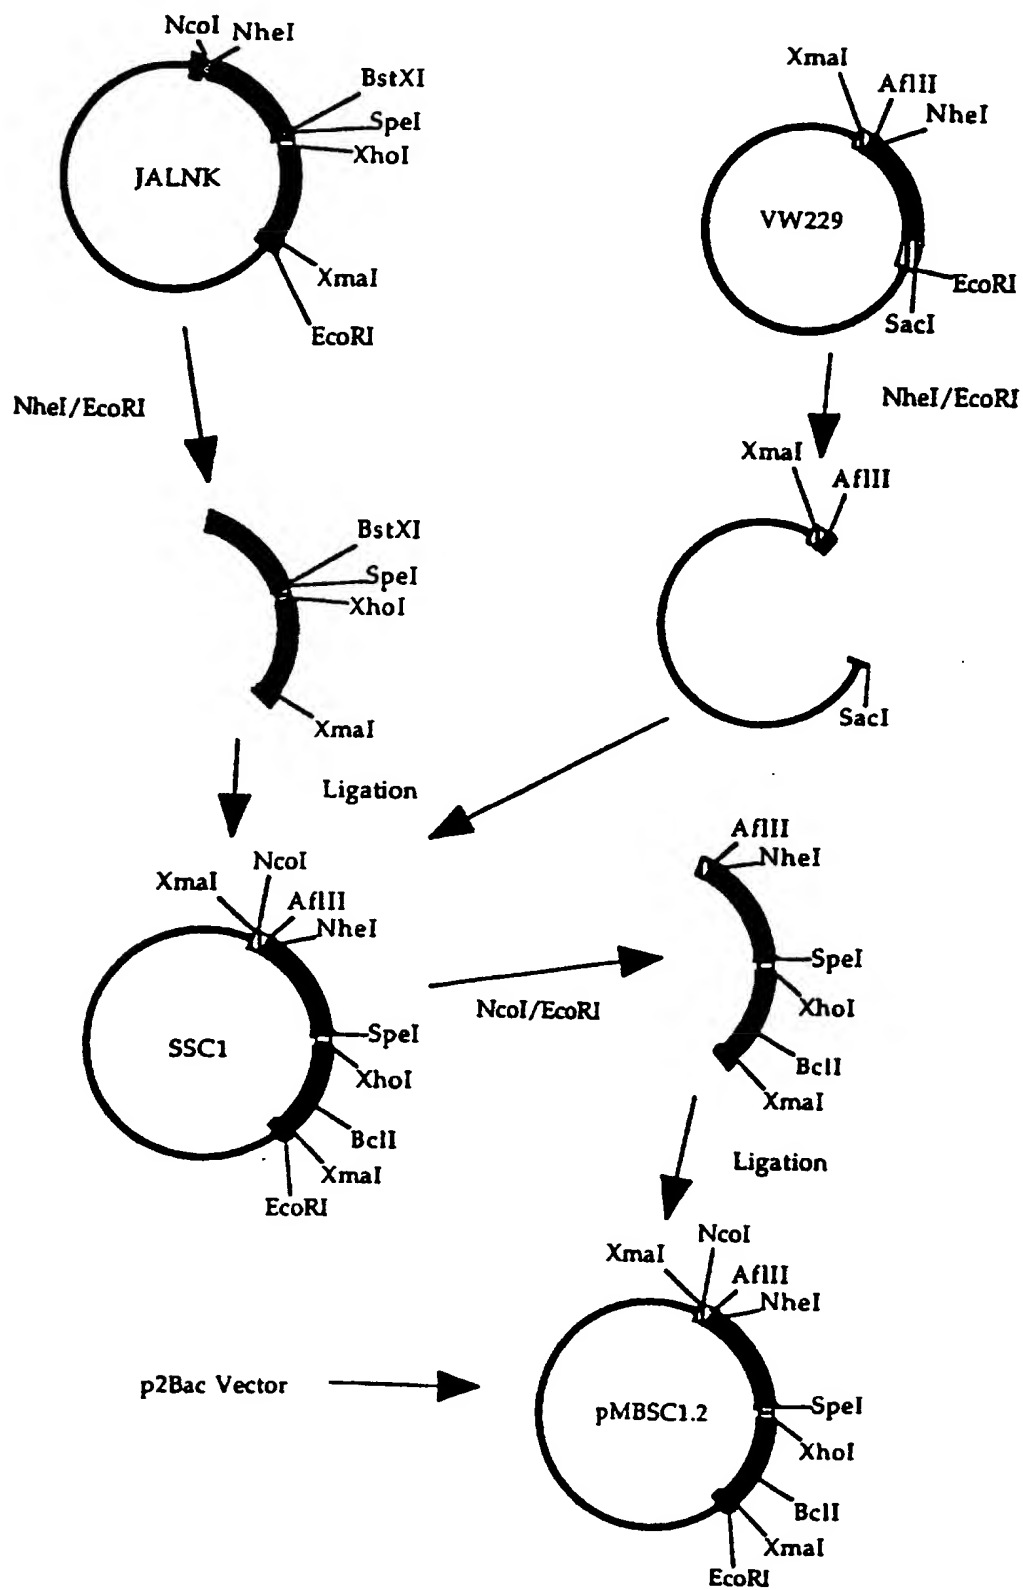 NcoI
NheI
BstXI
SpeI
XhoI
JALNK
XmaI
EcoRI
XmaI
AflII
NheI
VW229
EcoRI
SacI
NheI/EcoRI
NheI/EcoRI
XmaI
AflII
SacI
BstXI
SpeI
XhoI
XmaI
Ligation
NcoI
XmaI
AflII
NheI
SSC1
SpeI
XhoI
BclI
XmaI
EcoRI
NcoI/EcoRI
AflII
NheI
SpeI
XhoI
BclI
XmaI
Ligation
p2Bac Vector
NcoI
XmaI
AflII
NheI
pMBSC1.2
SpeI
XhoI
BclI
XmaI
EcoRI